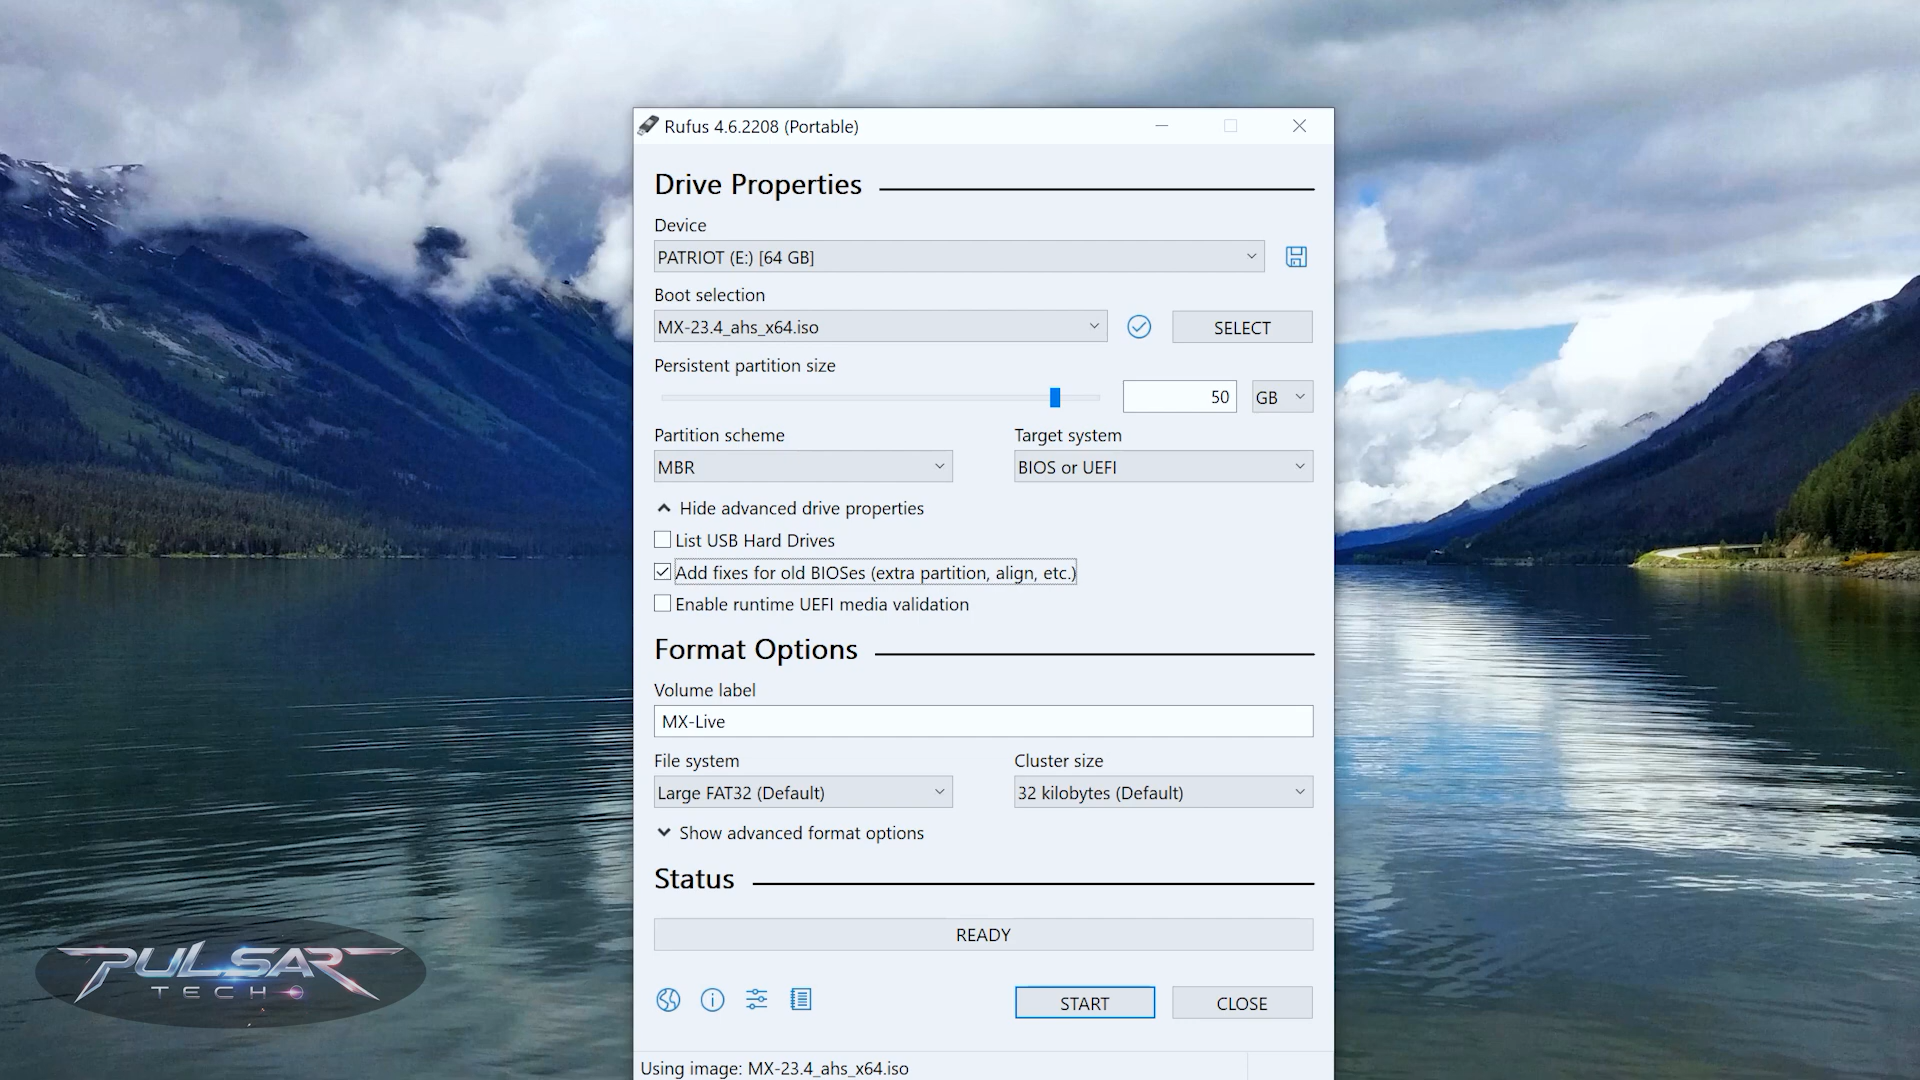 Rufus 4.6.2208 (Portable)
Drive Properties
Device
PATRIOT (E:) [64 GB]
Boot selection
MX-23.4_ahs_x64.iso
SELECT
Persistent partition size
50 GB
Partition scheme Target system
MBR BIOS or UEFI
Hide advanced drive properties
List USB Hard Drives
Add fixes for old BIOSes (extra partition, align, etc.)
Enable runtime UEFI media validation
Format Options
Volume label
MX-Live
File system Cluster size
Large FAT32 (Default) 32 kilobytes (Default)
Show advanced format options
Status
READY
START CLOSE
Using image: MX-23.4_ahs_x64.iso
PULSAR
TECH